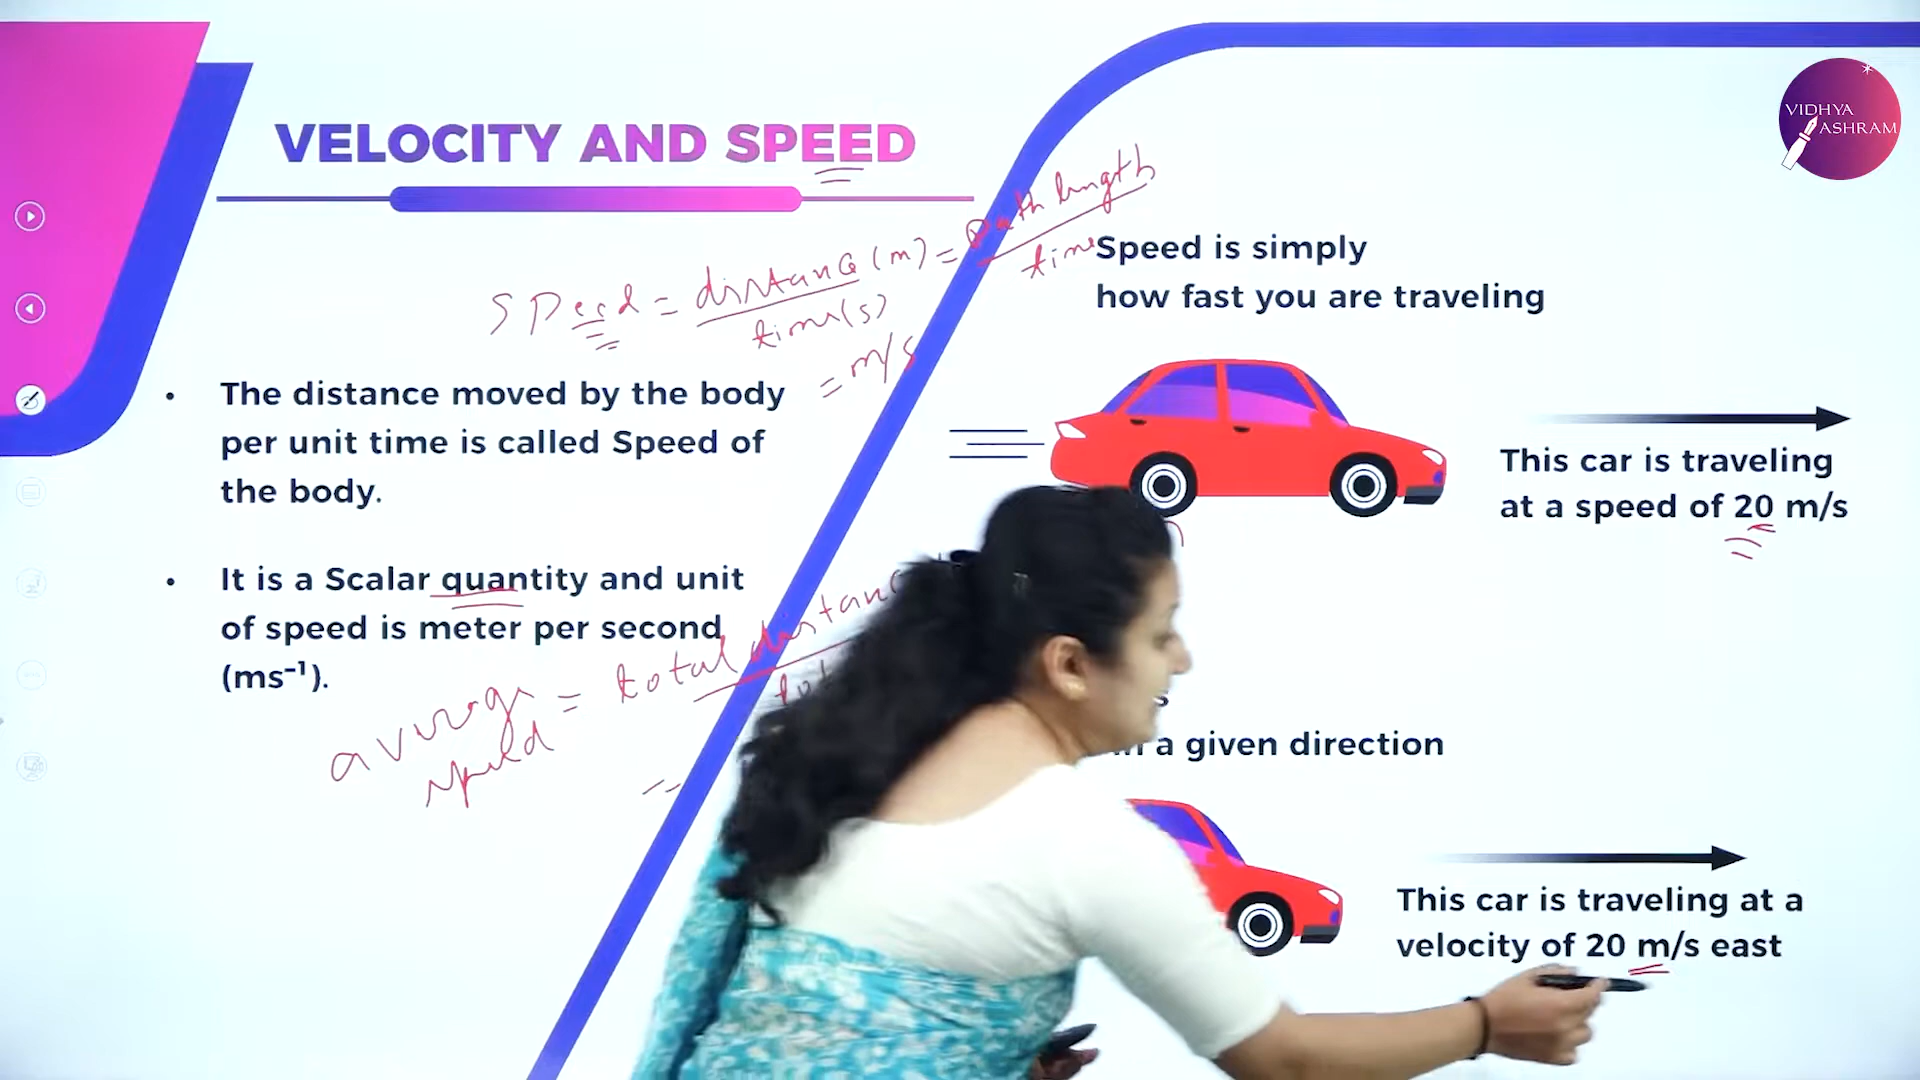 VIDHYA
ASHRAM
VELOCITY AND SPEED
Speed = distance (m) = Path length
time(s) time
= m/s
The distance moved by the body
per unit time is called Speed of
the body.
It is a Scalar quantity and unit
of speed is meter per second
(ms⁻¹).
average = total
speed
=
Speed is simply
how fast you are traveling
This car is traveling
at a speed of 20 m/s
a given direction
This car is traveling at a
velocity of 20 m/s east